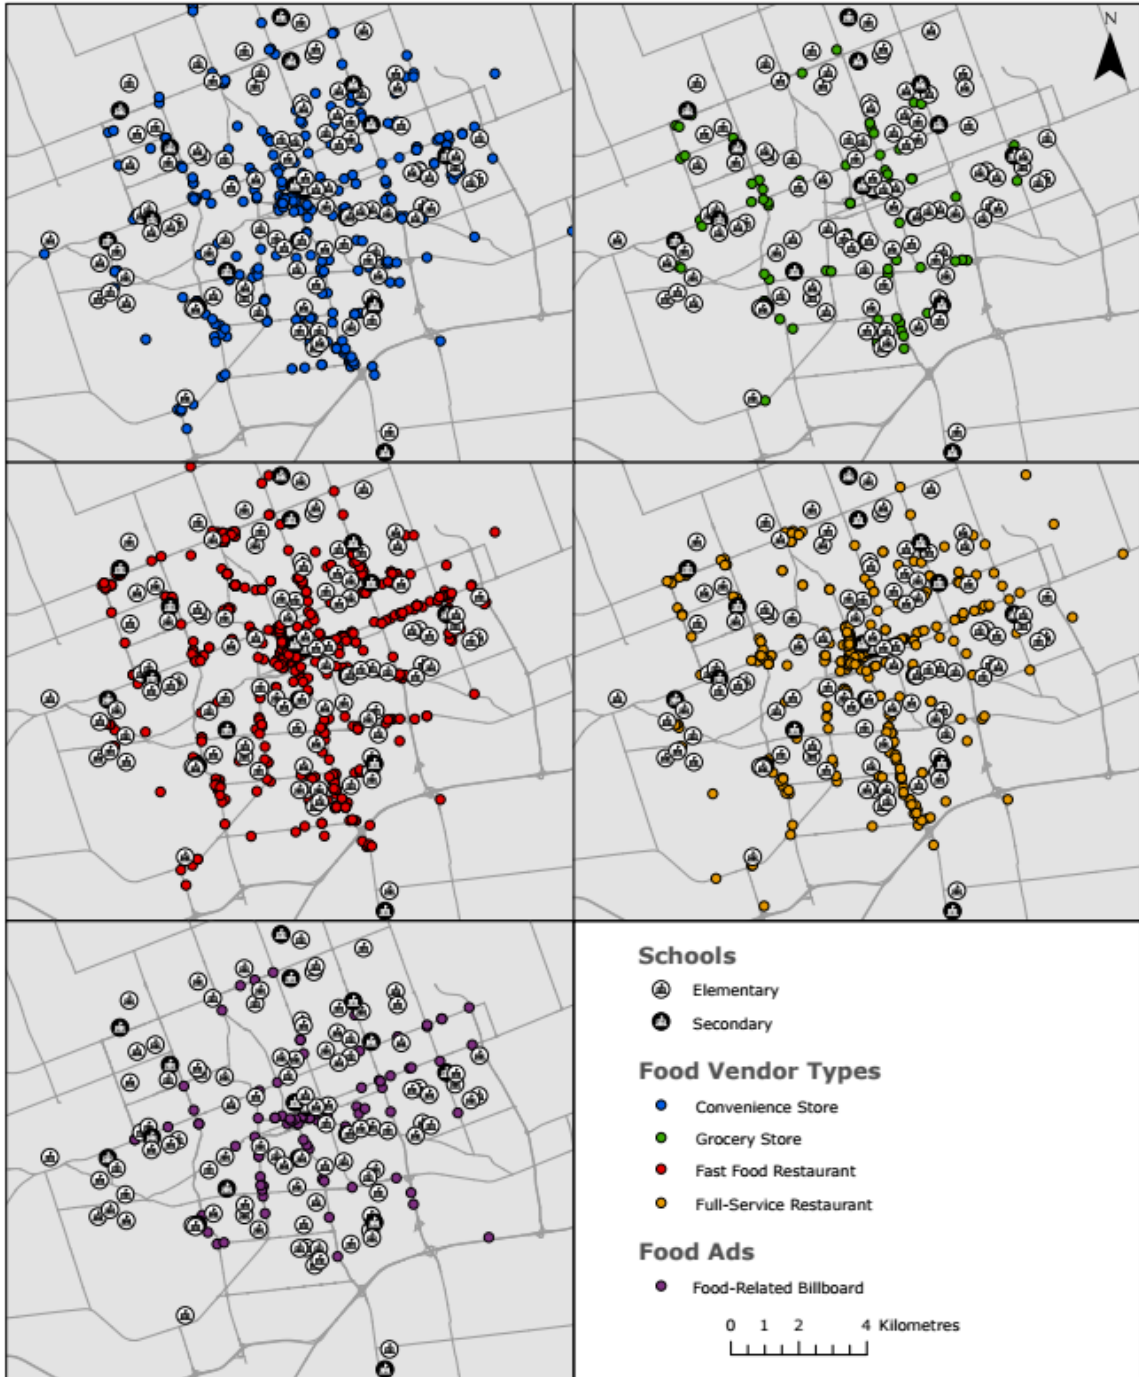 N
Schools
Elementary
Secondary
Food Vendor Types
Convenience Store
Grocery Store
Fast Food Restaurant
Full-Service Restaurant
Food Ads
Food-Related Billboard
0 1 2 4 Kilometres